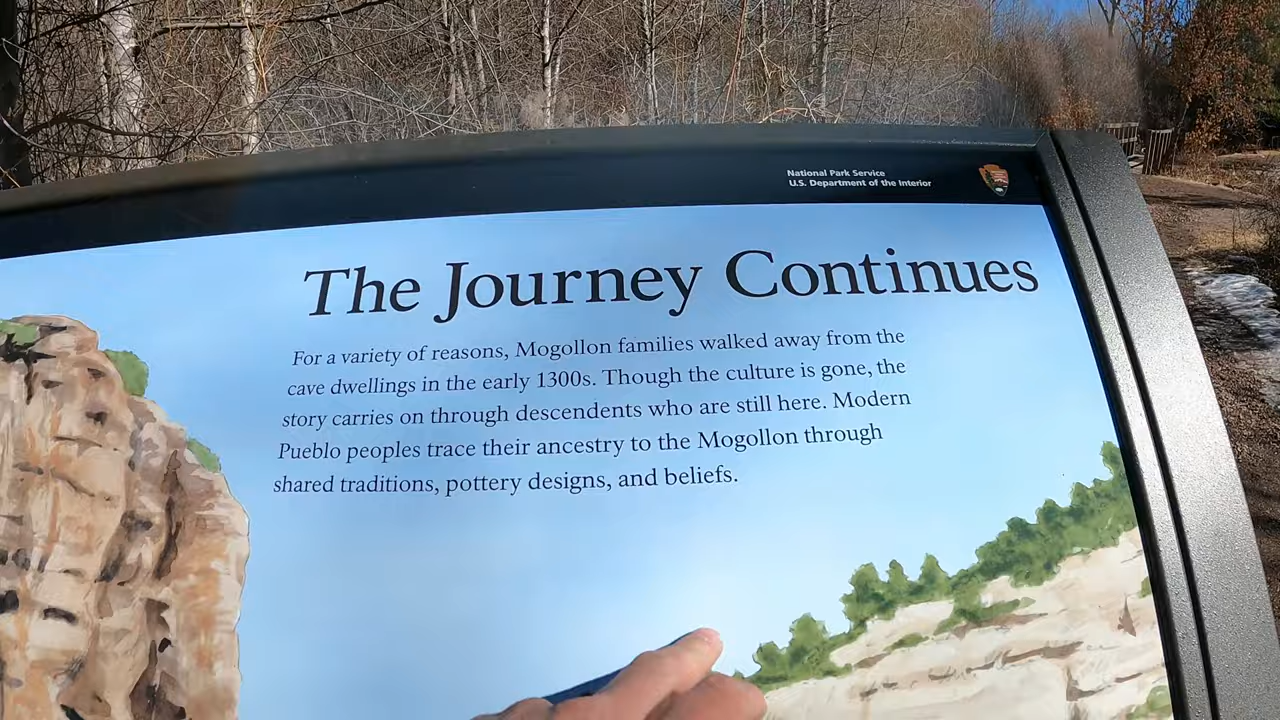 National Park Service
U.S. Department of the Interior
The Journey Continues
For a variety of reasons, Mogollon families walked away from the
cave dwellings in the early 1300s. Though the culture is gone, the
story carries on through descendents who are still here. Modern
Pueblo peoples trace their ancestry to the Mogollon through
shared traditions, pottery designs, and beliefs.